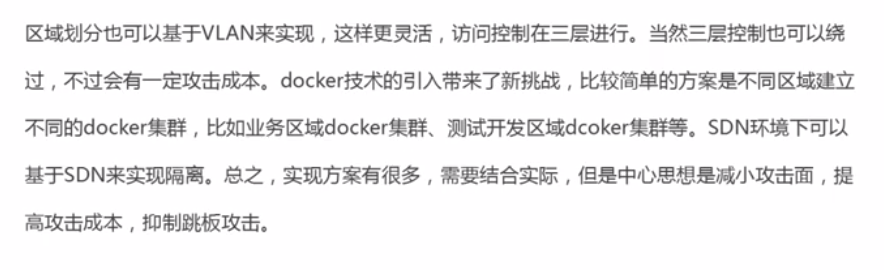 区域划分也可以基于VLAN来实现，这样更灵活，访问控制在三层进行。当然三层控制也可以绕
过，不过会有一定攻击成本。docker技术的引入带来了新挑战，比较简单的方案是不同区域建立
不同的docker集群，比如业务区域docker集群、测试开发区域dcoker集群等。SDN环境下可以
基于SDN来实现隔离。总之，实现方案有很多，需要结合实际，但是中心思想是减小攻击面，提
高攻击成本，抑制跳板攻击。